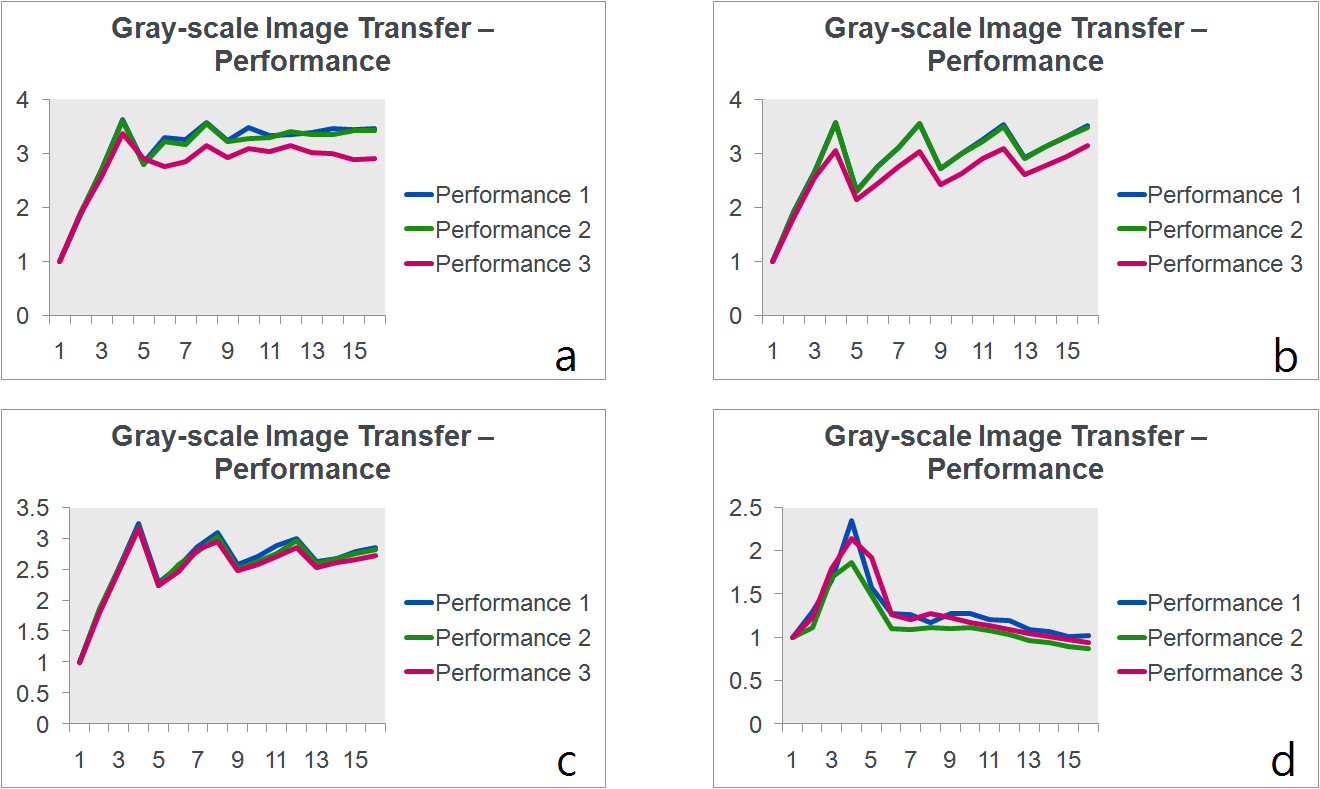 Gray-scale Image Transfer –
Performance
4
3
2
1
0
1 3 5 7 9 11 13 15
Performance 1
Performance 2
Performance 3
a
Gray-scale Image Transfer –
Performance
4
3
2
1
0
1 3 5 7 9 11 13 15
Performance 1
Performance 2
Performance 3
b
Gray-scale Image Transfer –
Performance
3.5
3
2.5
2
1.5
1
0.5
0
1 3 5 7 9 11 13 15
Performance 1
Performance 2
Performance 3
c
Gray-scale Image Transfer –
Performance
2.5
2
1.5
1
0.5
0
1 3 5 7 9 11 13 15
Performance 1
Performance 2
Performance 3
d